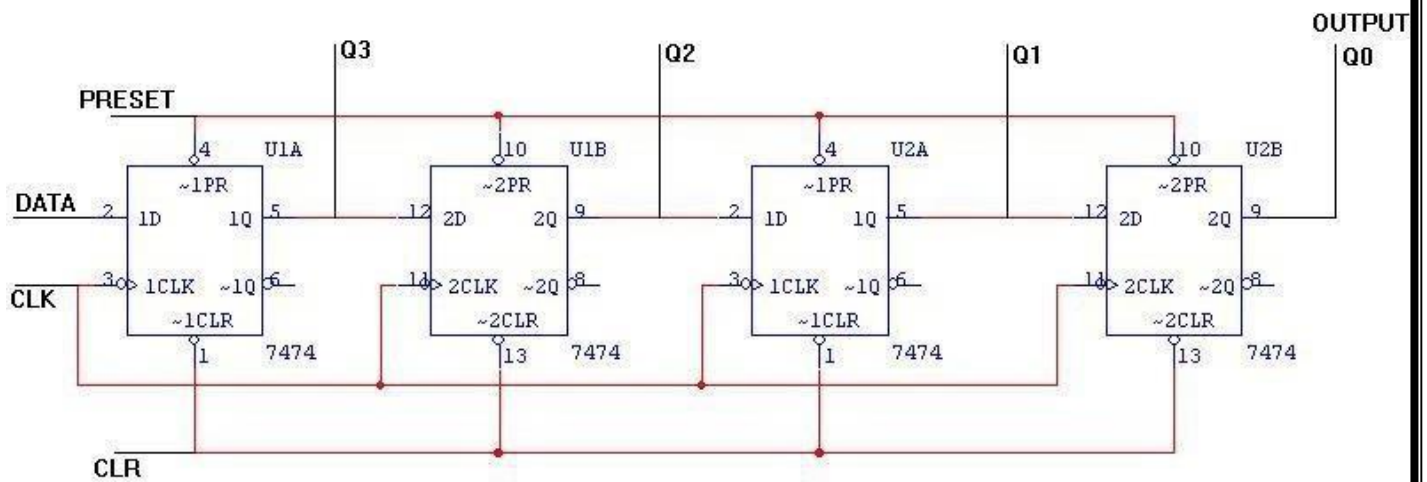 OUTPUT
Q3 Q2 Q1 Q0
PRESET
4 U1A 10 U1B 4 U2A 10 U2B
~1PR ~2PR ~1PR ~2PR
DATA 2 1D 1Q 5 12 2D 2Q 9 2 1D 1Q 5 12 2D 2Q 9
CLK 3 1CLK ~1Q 6 11 2CLK ~2Q 8 3 1CLK ~1Q 6 11 2CLK ~2Q 8
~1CLR ~2CLR ~1CLR ~2CLR
1 7474 13 7474 1 7474 13 7474
CLR